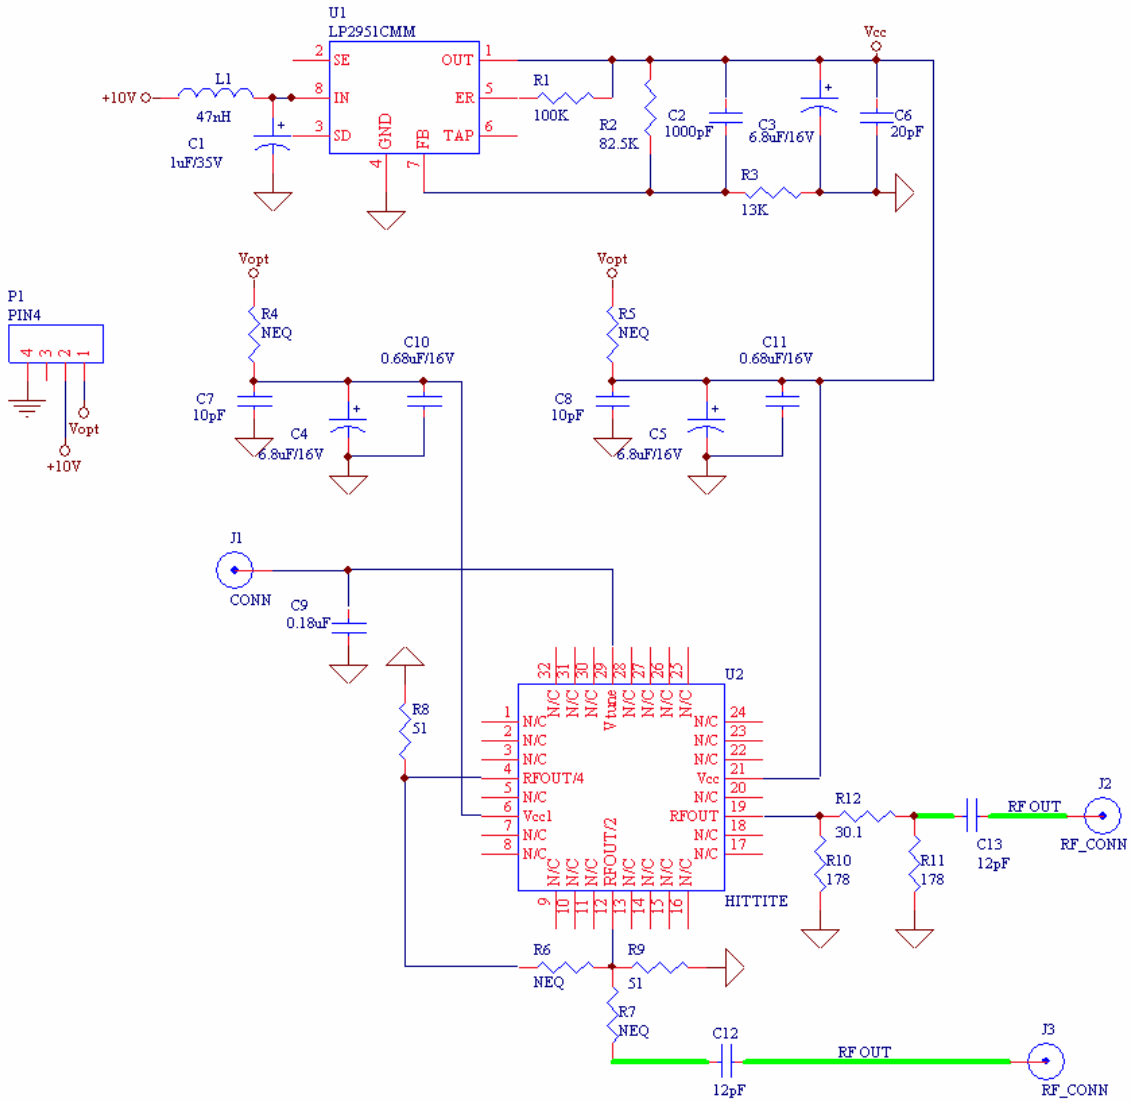 U1
LP2951CMM
2 SE
8 IN
3 SD
GND
4
FB
7
OUT 1
ER 5
TAP 6
+10V
L1
47nH
C1
1uF/35V
+
R1
100K
R2
82.5K
C2
1000pF
C3
6.8uF/16V
+
Vcc
C6
20pF
R3
13K
P1
PIN4
4 3 2 1
Vopt
+10V
Vopt
R4
NEQ
C7
10pF
C4
6.8uF/16V
+
C10
0.68uF/16V
Vopt
R5
NEQ
C8
10pF
C5
6.8uF/16V
+
C11
0.68uF/16V
J1
CONN
C9
0.18uF
R8
51
U2
32 31 30 29 28 27 26 25
N/C N/C N/C Vtune N/C N/C N/C N/C
1 N/C
2 N/C
3 N/C
4 RFOUT/4
5 N/C
6 Vcc1
7 N/C
8 N/C
N/C 24
N/C 23
N/C 22
Vcc 21
N/C 20
RFOUT 19
N/C 18
N/C 17
N/C N/C N/C RFOUT/2 N/C N/C N/C N/C
9 10 11 12 13 14 15 16
HITTITE
R12
30.1
R10
178
R11
178
C13
12pF
RFOUT
J2
RF_CONN
R6
NEQ
R9
51
R7
NEQ
C12
12pF
RFOUT
J3
RF_CONN